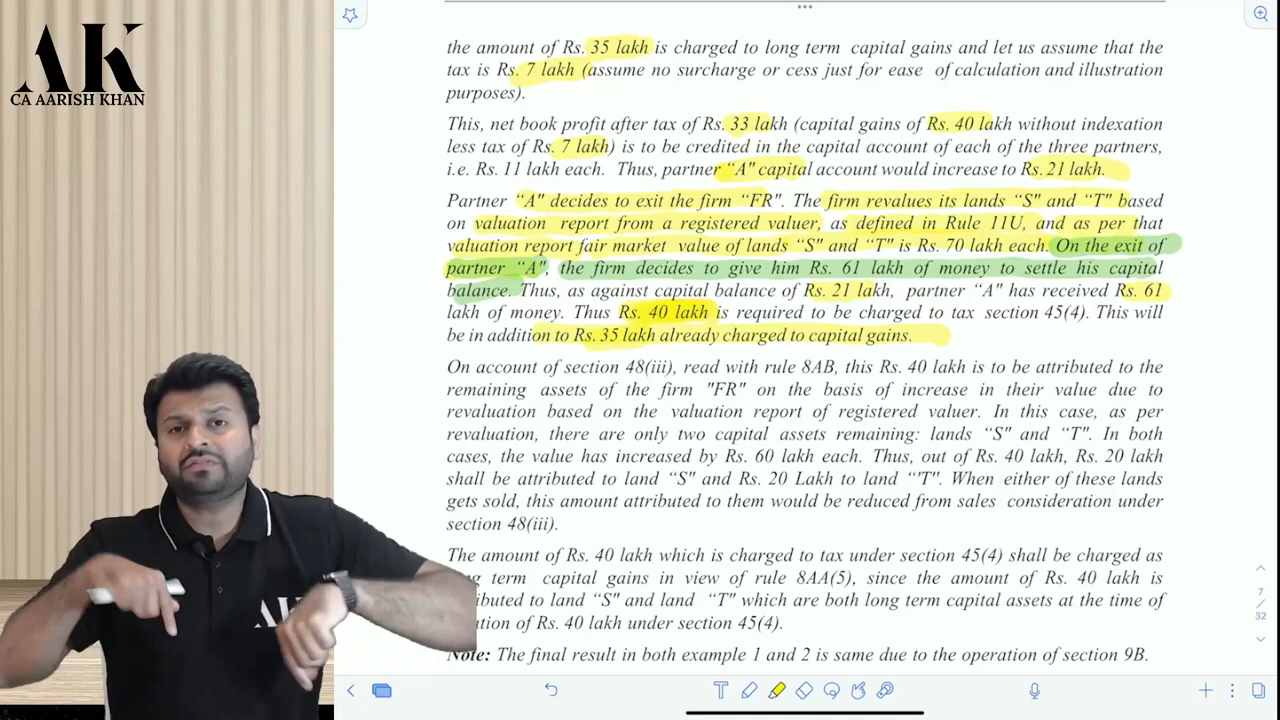 AK
CA AARISH KHAN
the amount of Rs. 35 lakh is charged to long term capital gains and let us assume that the
tax is Rs. 7 lakh (assume no surcharge or cess just for ease of calculation and illustration
purposes).
This, net book profit after tax of Rs. 33 lakh (capital gains of Rs. 40 lakh without indexation
less tax of Rs. 7 lakh) is to be credited in the capital account of each of the three partners,
i.e. Rs. 11 lakh each. Thus, partner “A" capital account would increase to Rs. 21 lakh.
Partner “A" decides to exit the firm “FR". The firm revalues its lands “S" and “T" based
on valuation report from a registered valuer, as defined in Rule 11U, and as per that
valuation report fair market value of lands “S" and “T" is Rs. 70 lakh each. On the exit of
partner “A", the firm decides to give him Rs. 61 lakh of money to settle his capital
balance. Thus, as against capital balance of Rs. 21 lakh, partner “A" has received Rs. 61
lakh of money. Thus Rs. 40 lakh is required to be charged to tax section 45(4). This will
be in addition to Rs. 35 lakh already charged to capital gains.
On account of section 48(iii), read with rule 8AB, this Rs. 40 lakh is to be attributed to the
remaining assets of the firm "FR" on the basis of increase in their value due to
revaluation based on the valuation report of registered valuer. In this case, as per
revaluation, there are only two capital assets remaining: lands “S" and “T". In both
cases, the value has increased by Rs. 60 lakh each. Thus, out of Rs. 40 lakh, Rs. 20 lakh
shall be attributed to land “S" and Rs. 20 Lakh to land “'T". When either of these lands
gets sold, this amount attributed to them would be reduced from sales consideration under
section 48(iii).
The amount of Rs. 40 lakh which is charged to tax under section 45(4) shall be charged as
term capital gains in view of rule 8AA(5), since the amount of Rs. 40 lakh is
to land “S" and land “T" which are both long term capital assets at the time of
of Rs. 40 lakh under section 45(4).
Note: The final result in both example 1 and 2 is same due to the operation of section 9B.
7
32